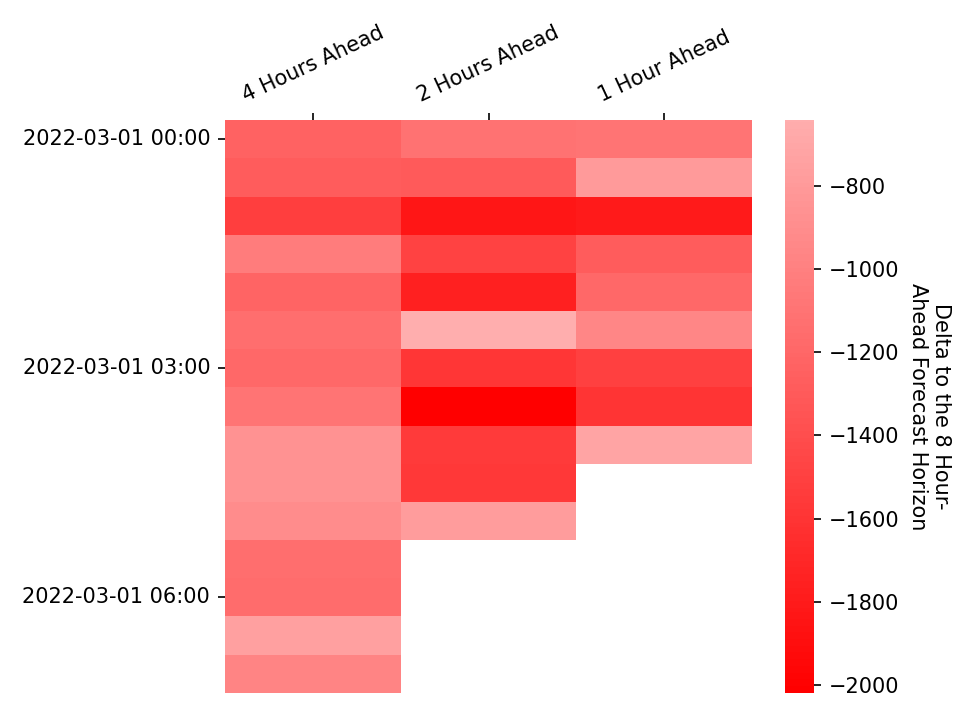 4 Hours Ahead
2 Hours Ahead
1 Hour Ahead
2022-03-01 00:00
2022-03-01 03:00
2022-03-01 06:00
−800
−1000
−1200
−1400
−1600
−1800
−2000
Delta to the 8 Hour-
Ahead Forecast Horizon